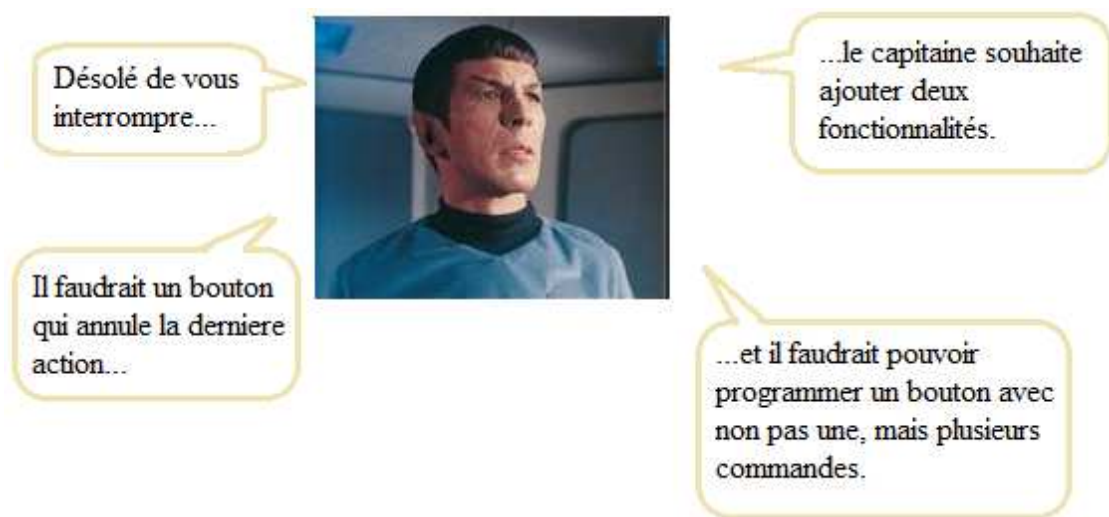 Désolé de vous
interrompre...
...le capitaine souhaite
ajouter deux
fonctionnalités.
Il faudrait un bouton
qui annule la derniere
action...
...et il faudrait pouvoir
programmer un bouton avec
non pas une, mais plusieurs
commandes.